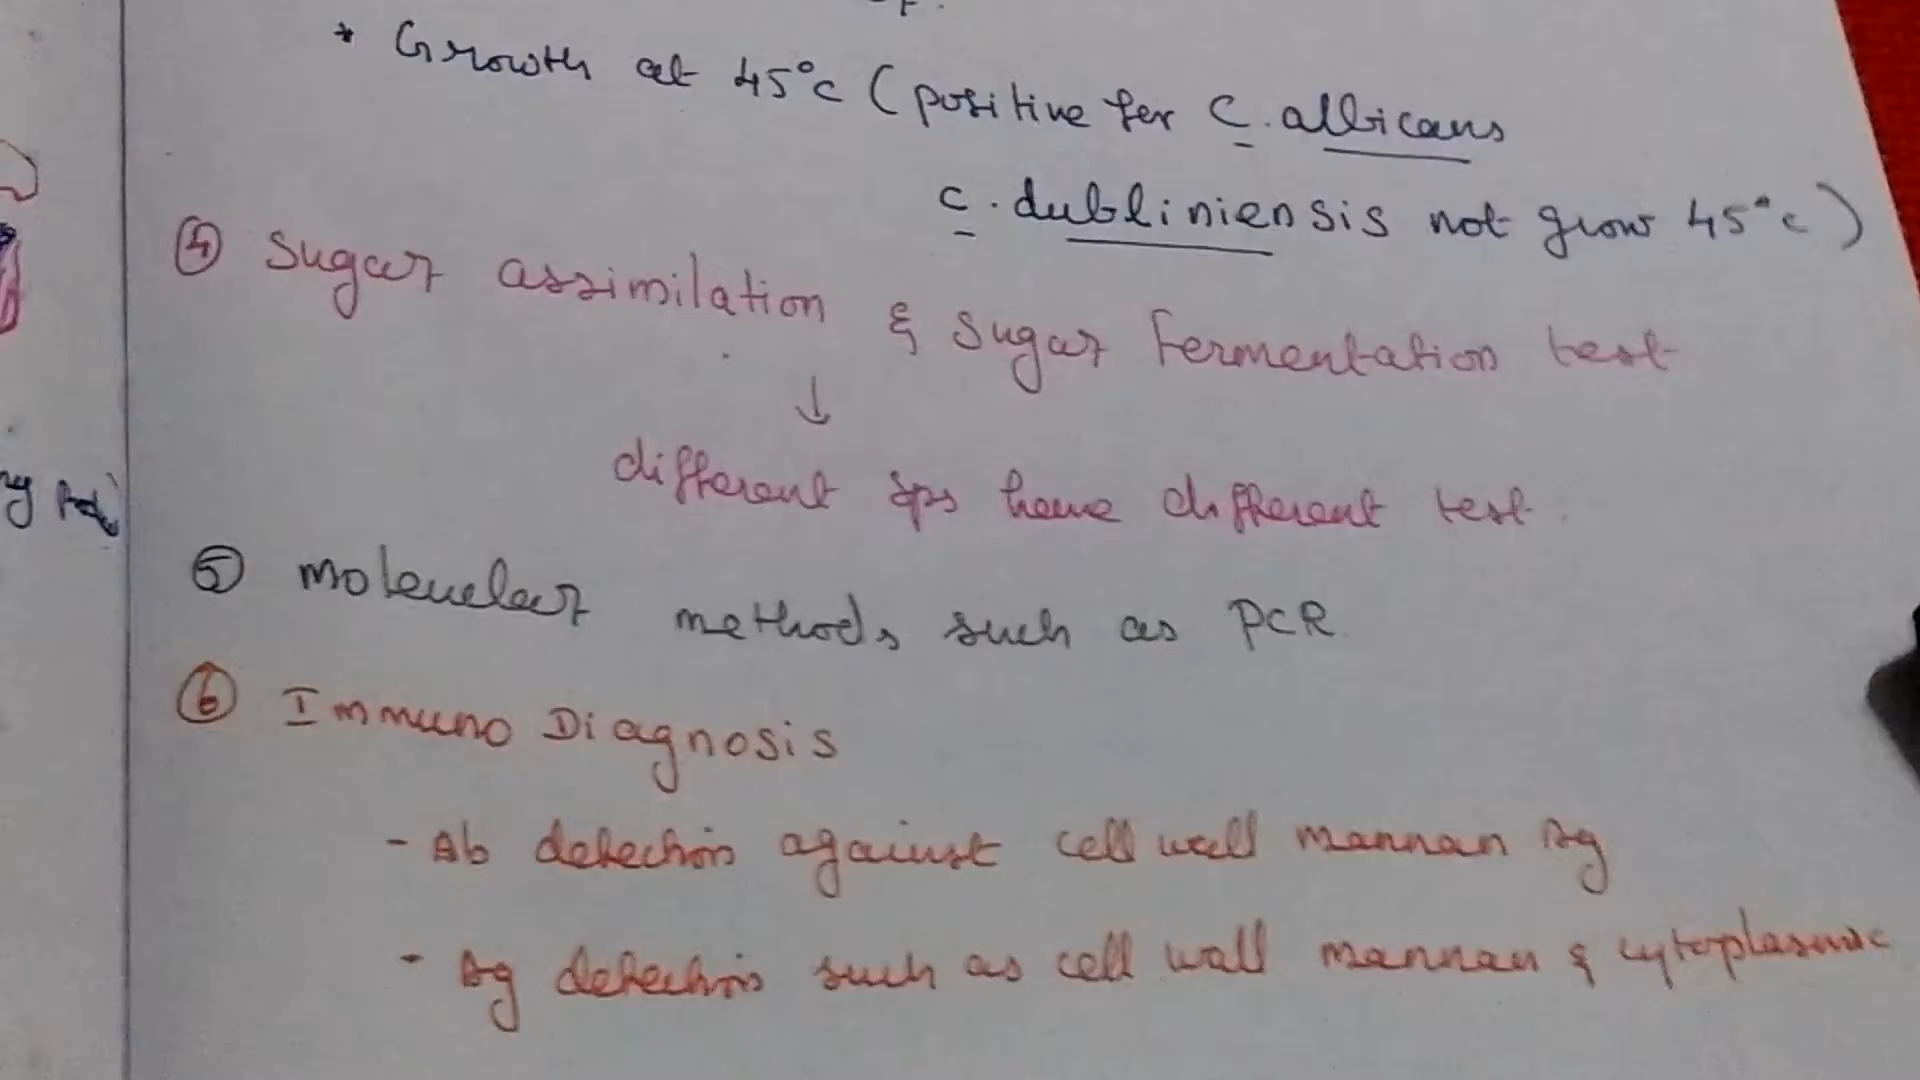 * Growth at 45°c (positive for C. albicans
c. dubliniensis not grow 45°c)
④ Sugar assimilation & Sugar Fermentation test
↓
different sps have different test.
⑤ Molecular methods such as PCR.
⑥ Immuno Diagnosis
- Ab detection against cell wall mannan Ag
- Ag detection such as cell wall mannan & cytoplasmic